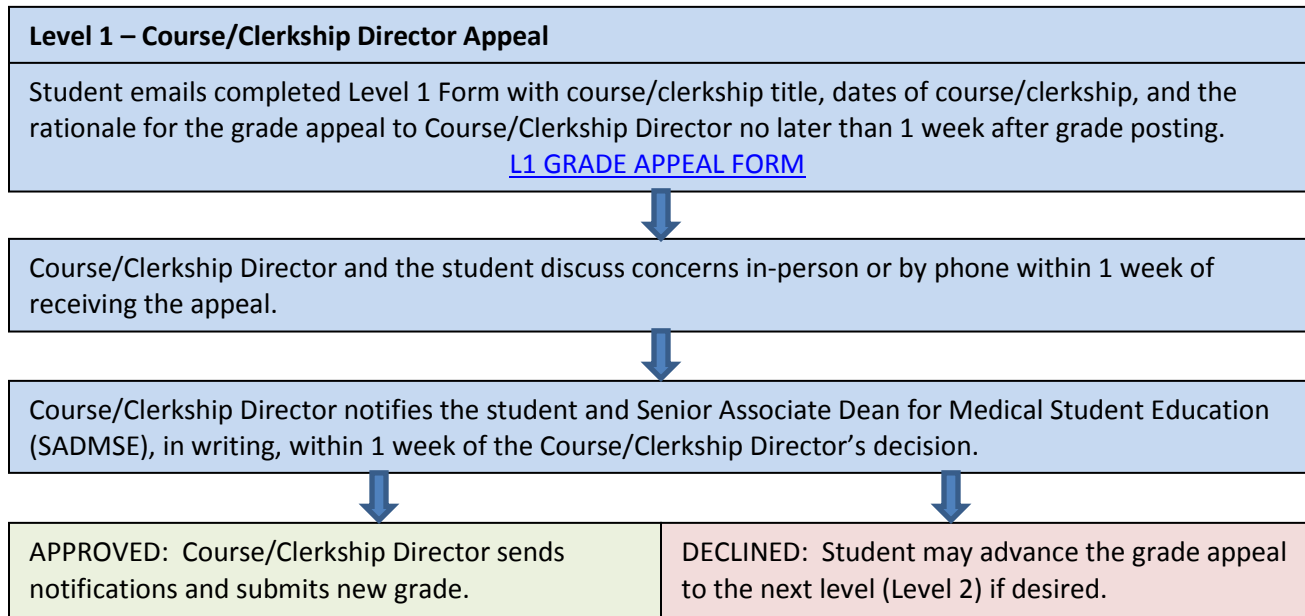 Level 1 – Course/Clerkship Director Appeal
Student emails completed Level 1 Form with course/clerkship title, dates of course/clerkship, and the
rationale for the grade appeal to Course/Clerkship Director no later than 1 week after grade posting.
L1 GRADE APPEAL FORM
Course/Clerkship Director and the student discuss concerns in-person or by phone within 1 week of
receiving the appeal.
Course/Clerkship Director notifies the student and Senior Associate Dean for Medical Student Education
(SADMSE), in writing, within 1 week of the Course/Clerkship Director’s decision.
APPROVED:  Course/Clerkship Director sends
notifications and submits new grade.
DECLINED:  Student may advance the grade appeal
to the next level (Level 2) if desired.